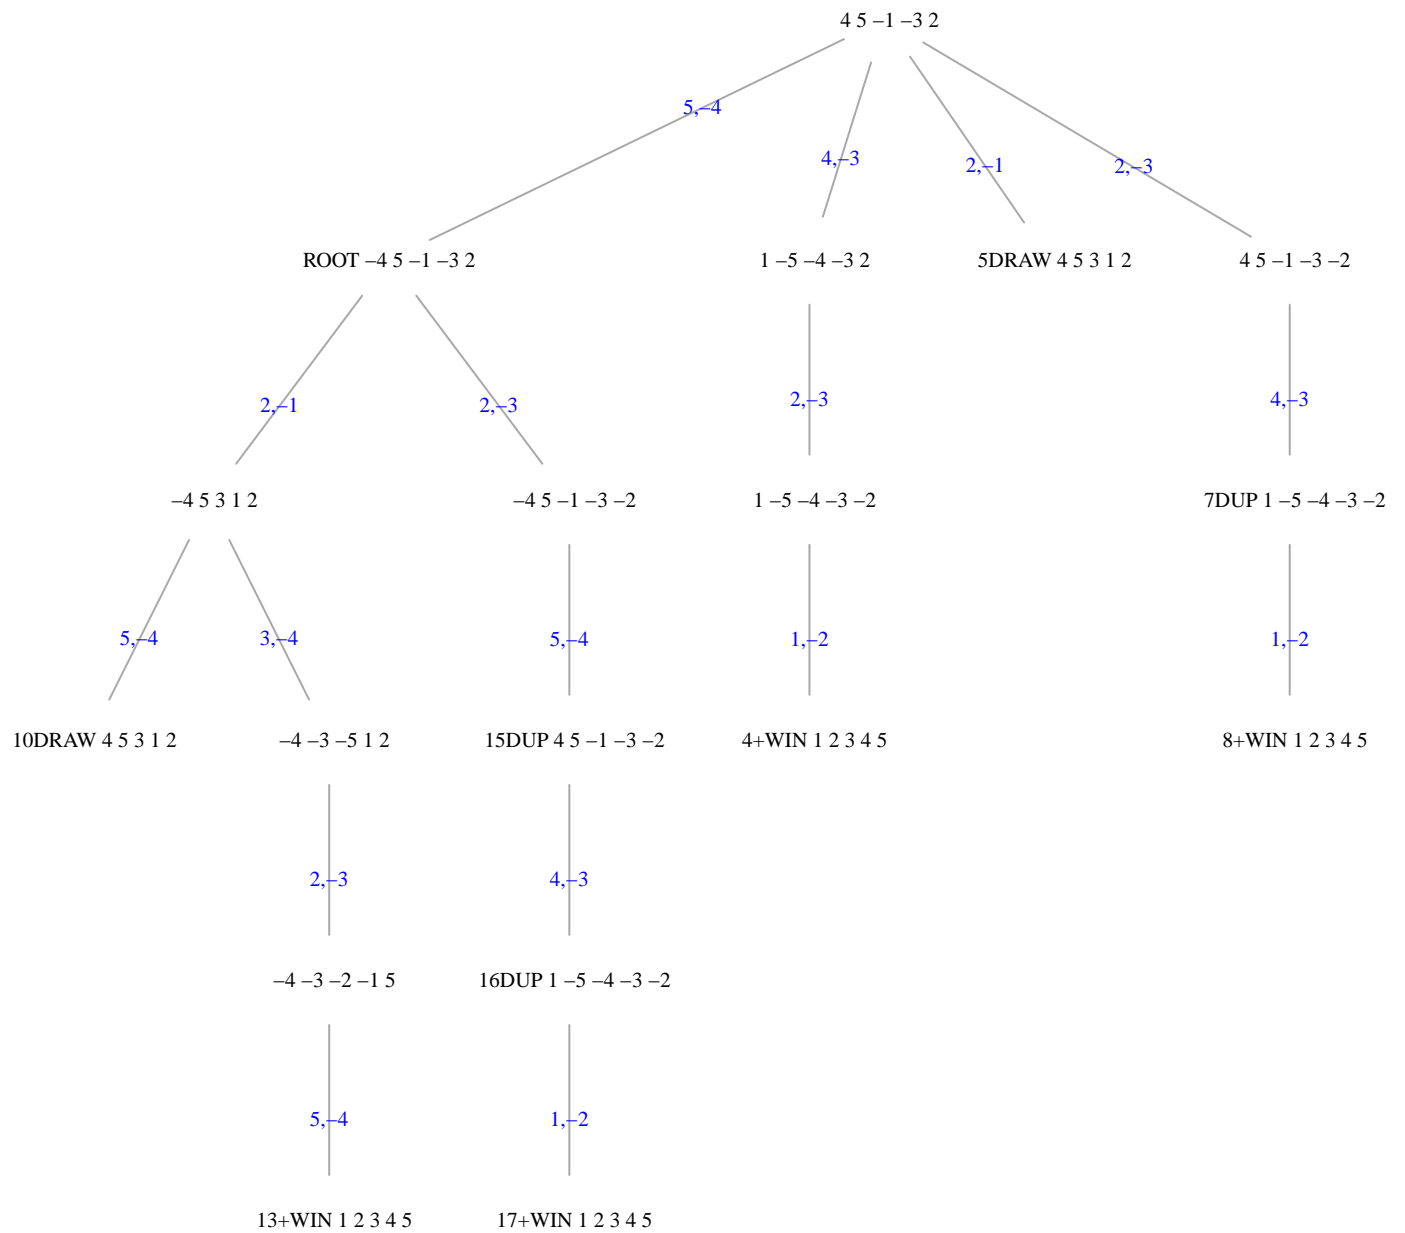 4 5 –1 –3 2
5,–4
4,–3
2,–1
2,–3
ROOT –4 5 –1 –3 2
1 –5 –4 –3 2
5DRAW 4 5 3 1 2
4 5 –1 –3 –2
2,–1
2,–3
2,–3
4,–3
–4 5 3 1 2
–4 5 –1 –3 –2
1 –5 –4 –3 –2
7DUP 1 –5 –4 –3 –2
5,–4
3,–4
5,–4
1,–2
1,–2
10DRAW 4 5 3 1 2
–4 –3 –5 1 2
15DUP 4 5 –1 –3 –2
4+WIN 1 2 3 4 5
8+WIN 1 2 3 4 5
2,–3
4,–3
–4 –3 –2 –1 5
16DUP 1 –5 –4 –3 –2
5,–4
1,–2
13+WIN 1 2 3 4 5
17+WIN 1 2 3 4 5